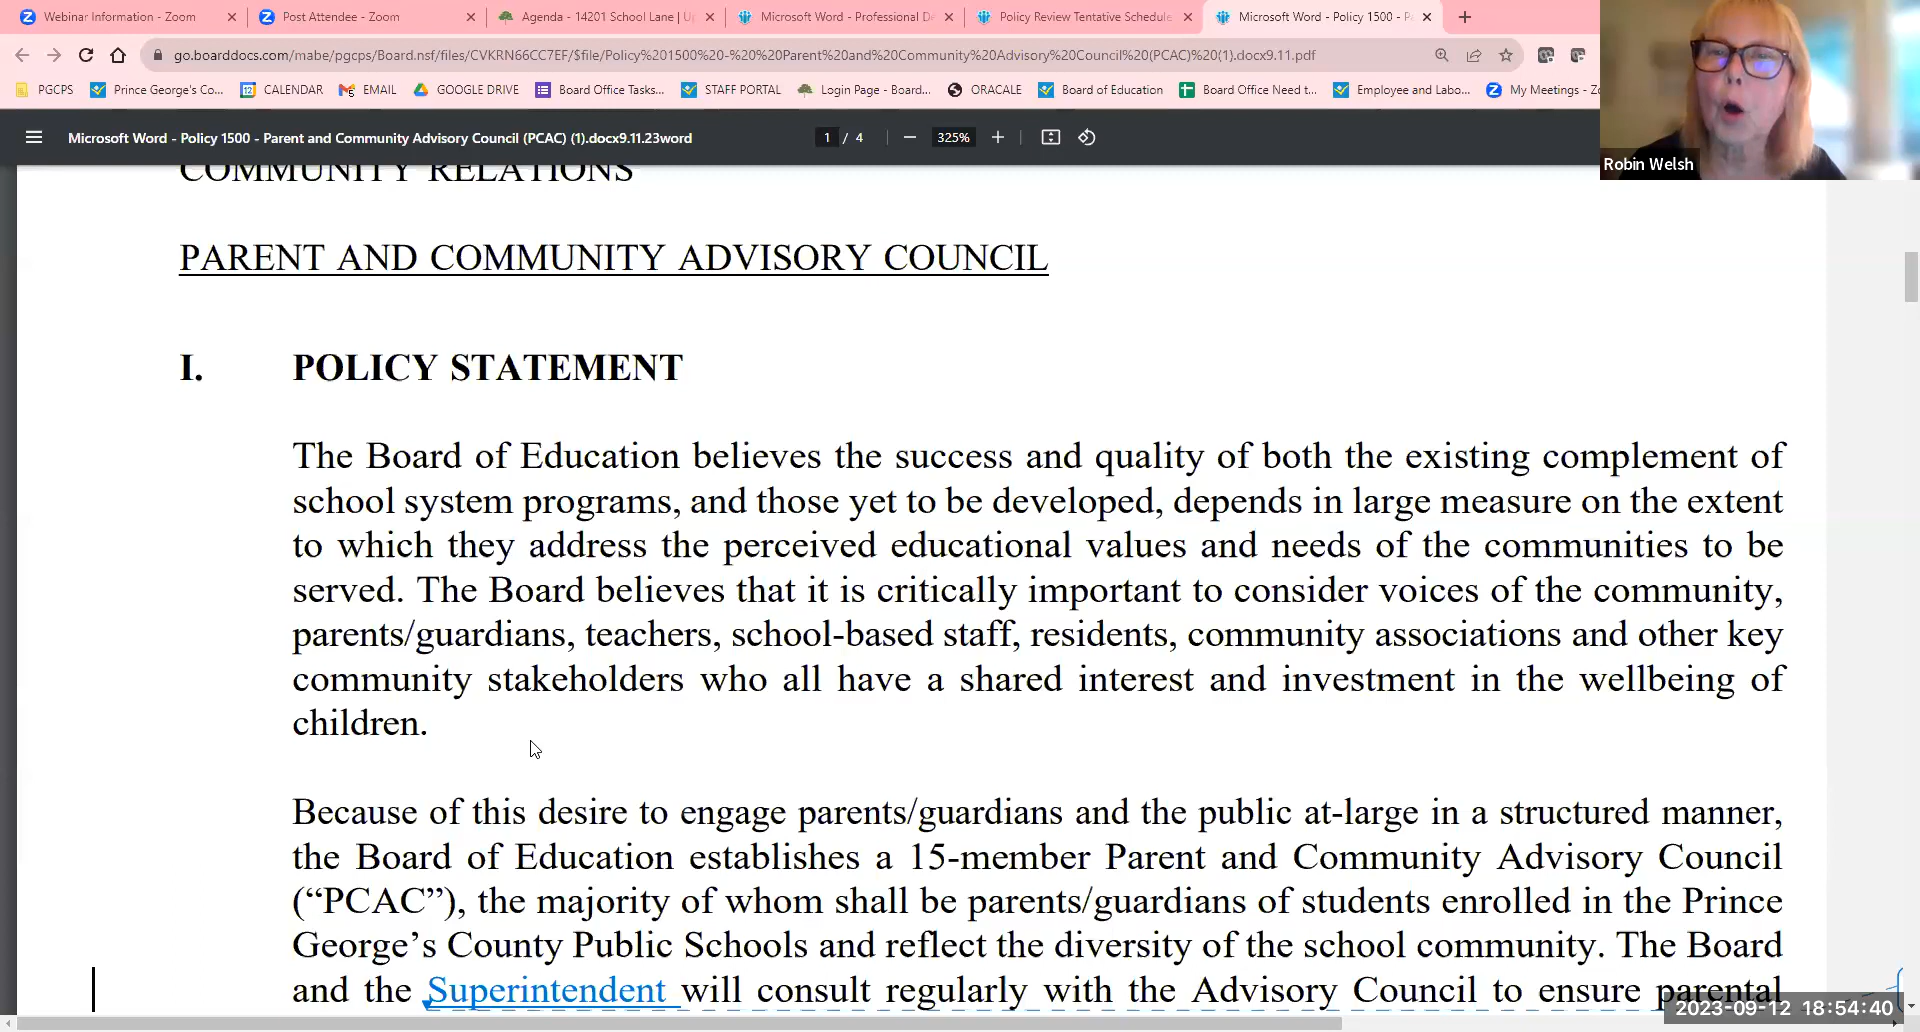 Webinar Information - Zoom
Post Attendee - Zoom
Agenda - 14201 School Lane | U
Microsoft Word - Professional D
Policy Review Tentative Schedule
Microsoft Word - Policy 1500 - P
go.boarddocs.com/mabe/pgcps/Board.nsf/files/CVKRN66CC7EF/$file/Policy%201500%20-%20%20Parent%20and%20Community%20Advisory%20Council%20(PCAC)%20(1).docx9.11.pdf
PGCPS
Prince George's Co...
CALENDAR
EMAIL
GOOGLE DRIVE
Board Office Tasks...
STAFF PORTAL
Login Page - Board...
ORACALE
Board of Education
Board Office Need t...
Employee and Labo...
My Meetings - Zo
Robin Welsh
Microsoft Word - Policy 1500 - Parent and Community Advisory Council (PCAC) (1).docx9.11.23word
1 / 4
325%
COMMUNITY RELATIONS
PARENT AND COMMUNITY ADVISORY COUNCIL
I. POLICY STATEMENT
The Board of Education believes the success and quality of both the existing complement of
school system programs, and those yet to be developed, depends in large measure on the extent
to which they address the perceived educational values and needs of the communities to be
served. The Board believes that it is critically important to consider voices of the community,
parents/guardians, teachers, school-based staff, residents, community associations and other key
community stakeholders who all have a shared interest and investment in the wellbeing of
children.
Because of this desire to engage parents/guardians and the public at-large in a structured manner,
the Board of Education establishes a 15-member Parent and Community Advisory Council
(“PCAC”), the majority of whom shall be parents/guardians of students enrolled in the Prince
George’s County Public Schools and reflect the diversity of the school community. The Board
and the Superintendent will consult regularly with the Advisory Council to ensure parental
2023-09-12 18:54:40